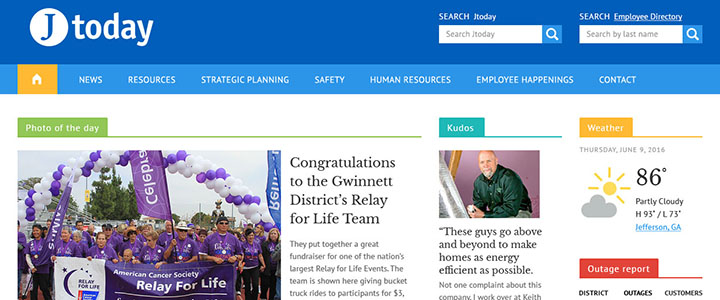 J today
SEARCH Jtoday
Search Jtoday
SEARCH Employee Directory
Search by last name
NEWS RESOURCES STRATEGIC PLANNING SAFETY HUMAN RESOURCES EMPLOYEE HAPPENINGS CONTACT
Photo of the day
Celebra
RELAY FOR LIFE
American Cancer Society
Relay For Life
Congratulations
to the Gwinnett
District's Relay
for Life Team
They put together a great
fundraiser for one of the nation's
largest Relay for Life Events. The
team is shown here giving bucket
truck rides to participants for $3,
Kudos
“These guys go above
and beyond to make
homes as energy
efficient as possible.
Not one complaint about this
company. I work over at Keith
Weather
THURSDAY, JUNE 9, 2016
86°
Partly Cloudy
H 93° / L 73°
Jefferson, GA
Outage report
DISTRICT OUTAGES CUSTOMERS